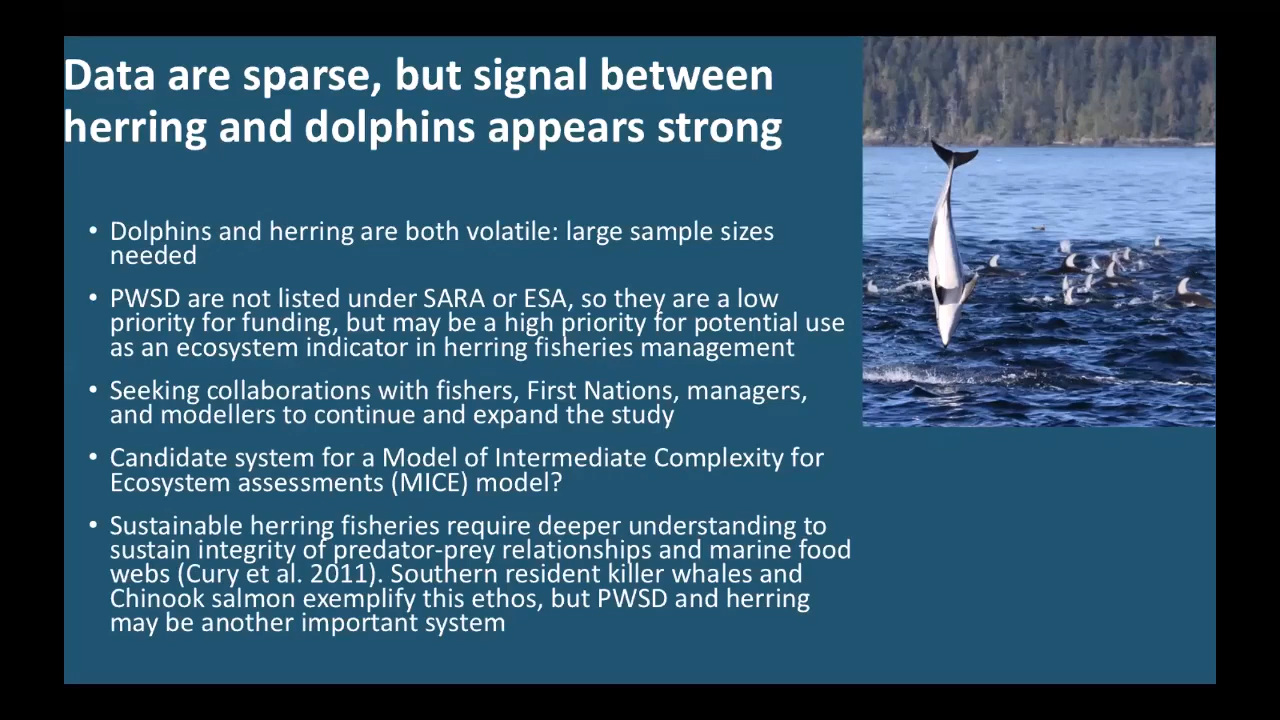 Data are sparse, but signal between
herring and dolphins appears strong
• Dolphins and herring are both volatile: large sample sizes
needed
• PWSD are not listed under SARA or ESA, so they are a low
priority for funding, but may be a high priority for potential use
as an ecosystem indicator in herring fisheries management
• Seeking collaborations with fishers, First Nations, managers,
and modellers to continue and expand the study
• Candidate system for a Model of Intermediate Complexity for
Ecosystem assessments (MICE) model?
• Sustainable herring fisheries require deeper understanding to
sustain integrity of predator-prey relationships and marine food
webs (Cury et al. 2011). Southern resident killer whales and
Chinook salmon exemplify this ethos, but PWSD and herring
may be another important system